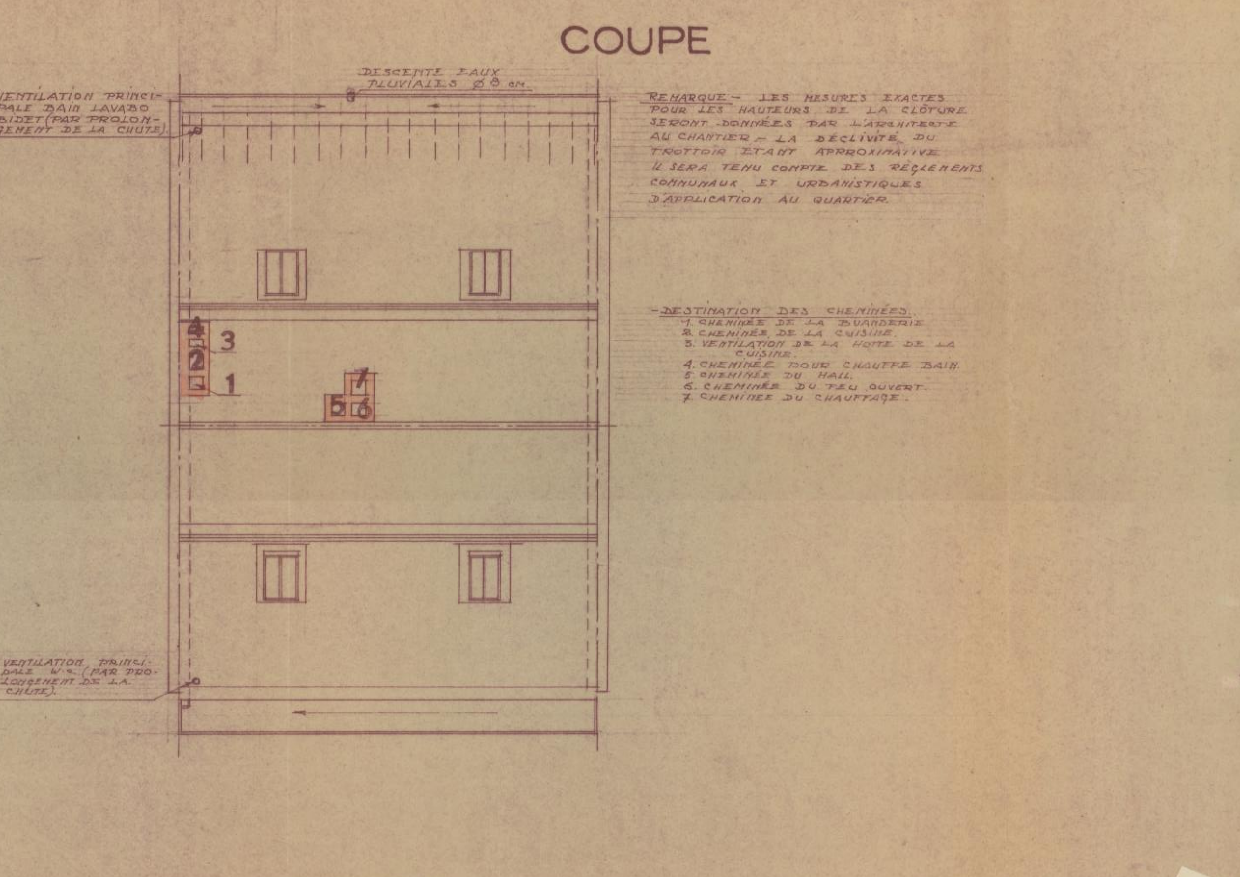 COUPE
DESCENTE EAUX
PLUVIALES Ø 8 cm.
VENTILATION PRINCI-
PALE BAIN LAVABO
BIDET (PAR PROLON-
GEMENT DE LA CHUTE)
REMARQUE - LES MESURES EXACTES
POUR LES HAUTEURS DE LA CLÔTURE
SERONT DONNÉES PAR L'ARCHITECTE
AU CHANTIER - LA DÉCLIVITÉ DU
TROTTOIR ETANT APPROXIMATIVE
IL SERA TENU COMPTE DES RÈGLEMENTS
COMMUNAUX ET URBANISTIQUES
D'APPLICATION AU QUARTIER.
- DESTINATION DES CHEMINÉES.
1. CHEMINÉE DE LA BUANDERIE
2. CHEMINÉE DE LA CUISINE.
3. VENTILATION DE LA HOTTE DE LA
CUISINE.
4. CHEMINÉE POUR CHAUFFE BAIN.
5. CHEMINÉE DU HALL.
6. CHEMINÉE DU FEU OUVERT.
7. CHEMINÉE DU CHAUFFAGE.
4
3
2
1
7
5 6
VENTILATION PRINCI-
PALE W.C. (PAR PRO-
LONGEMENT DE LA
CHUTE).